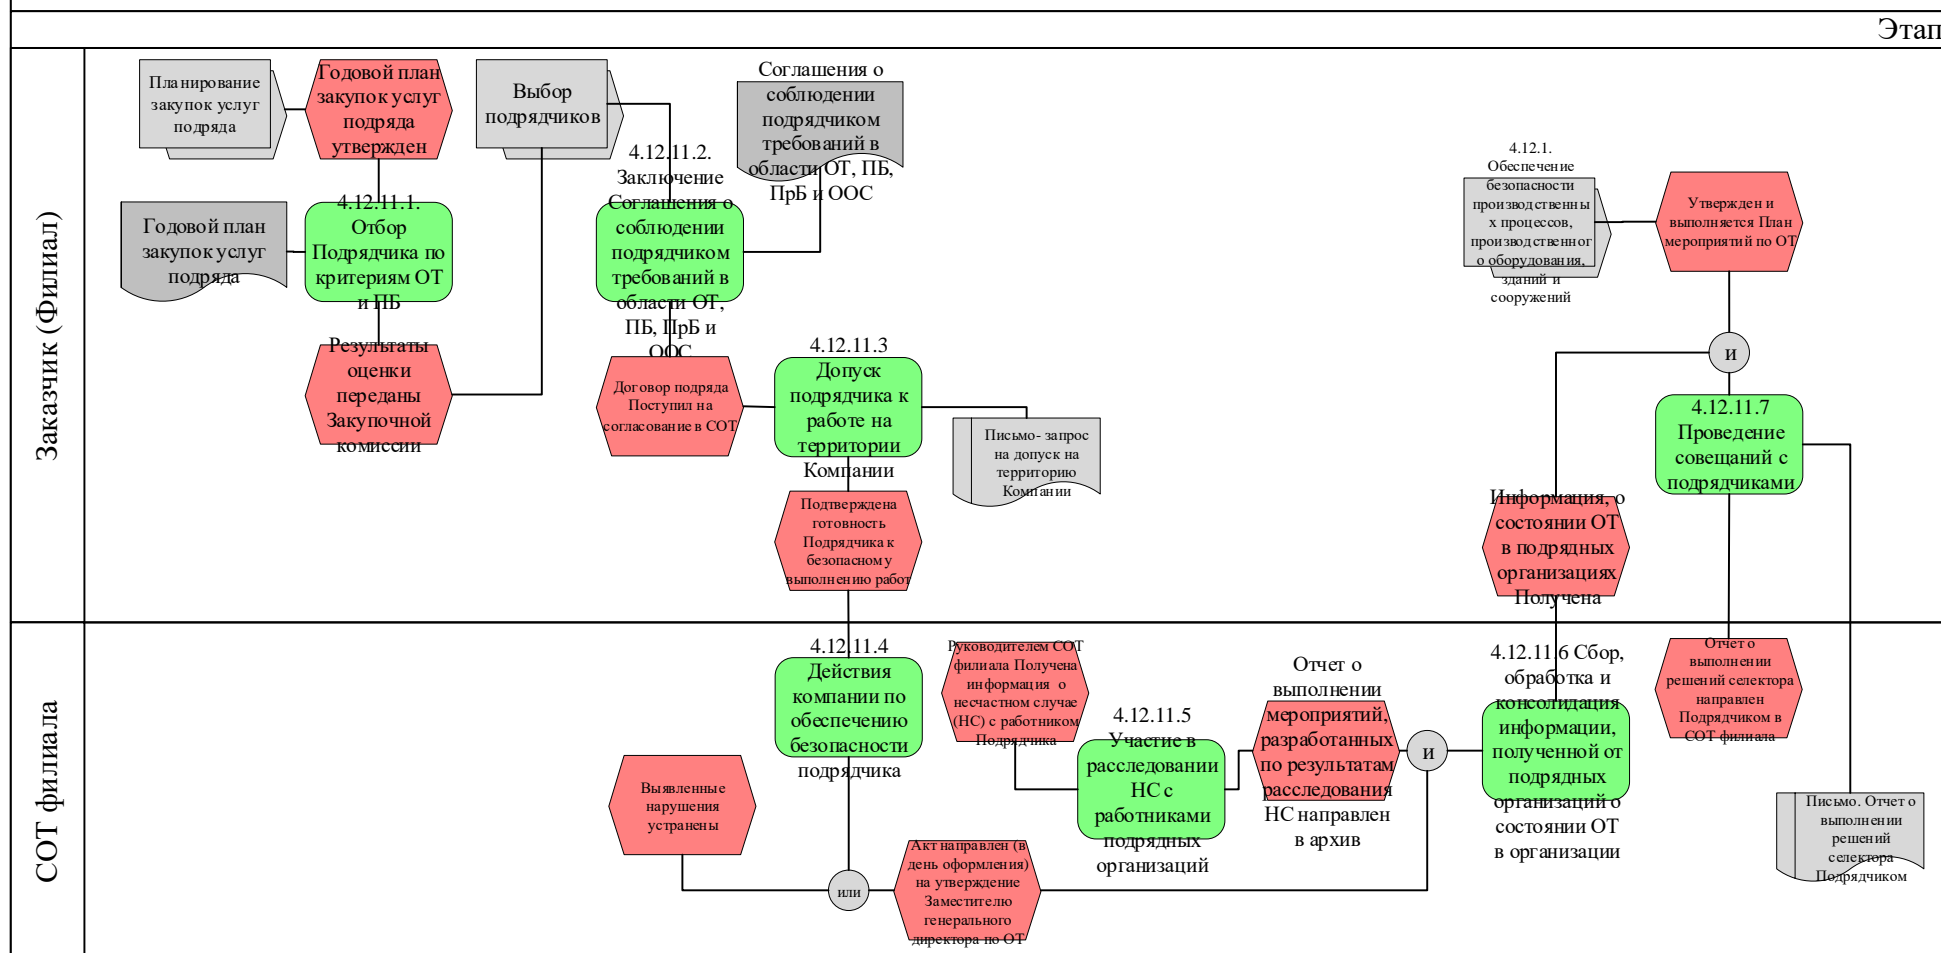 Этап
Заказчик (Филиал)
Планирование
закупок услуг
подряда
Годовой план
закупок услуг
подряда
утвержден
Выбор
подрядчиков
Соглашения о
соблюдении
подрядчиком
требований в
области ОТ, ПБ,
ПрБ и ООС
Годовой план
закупок услуг
подряда
4.12.11.1.
Отбор
Подрядчика по
критериям ОТ
и ПБ
4.12.11.2.
Заключение
Соглашения о
соблюдении
подрядчиком
требований в
области ОТ,
ПБ, ПрБ и
ООС
Результаты
оценки
переданы
Закупочной
комиссии
Договор подряда
Поступил на
согласование в СОТ
4.12.11.3
Допуск
подрядчика к
работе на
территории
Компании
Письмо- запрос
на допуск на
территорию
Компании
Подтверждена
готовность
Подрядчика к
безопасному
выполнению работ
4.12.1.
Обеспечение
безопасности
производственны
х процессов,
производственног
о оборудования,
зданий и
сооружений
Утвержден и
выполняется План
мероприятий по ОТ
и
4.12.11.7
Проведение
совещаний с
подрядчиками
Информация, о
состоянии ОТ
в подрядных
организациях
Получена
СОТ филиала
4.12.11.4
Действия
компании по
обеспечению
безопасности
подрядчика
Выявленные
нарушения
устранены
или
Акт направлен (в
день оформления)
на утверждение
Заместителю
генерального
директора по ОТ
Руководителем СОТ
филиала Получена
информация о
несчастном случае
(НС) с работником
Подрядчика
4.12.11.5
Участие в
расследовании
НС с
работниками
подрядных
организаций
Отчет о
выполнении
мероприятий,
разработанных
по результатам
расследования
НС направлен
в архив
и
4.12.11.6 Сбор,
обработка и
консолидация
информации,
полученной от
подрядных
организаций о
состоянии ОТ
в организации
Отчет о
выполнении
решений селектора
направлен
Подрядчиком в
СОТ филиала
Письмо. Отчет о
выполнении
решений
селектора
Подрядчиком